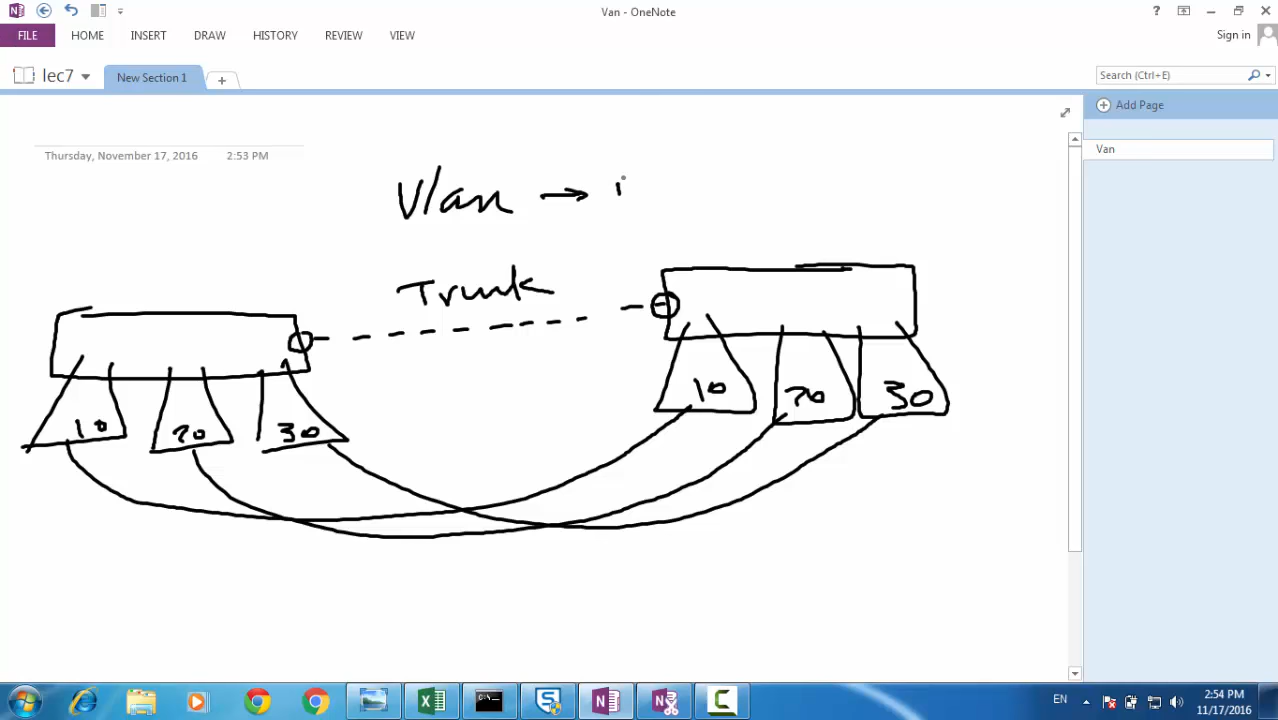 Van - OneNote
?
FILE HOME INSERT DRAW HISTORY REVIEW VIEW
Sign in
lec7 New Section 1
Search (Ctrl+E)
Add Page
Van
Thursday, November 17, 2016 2:53 PM
Vlan → i
Trunk
10 20 30
10 20 30
EN 2:54 PM
11/17/2016